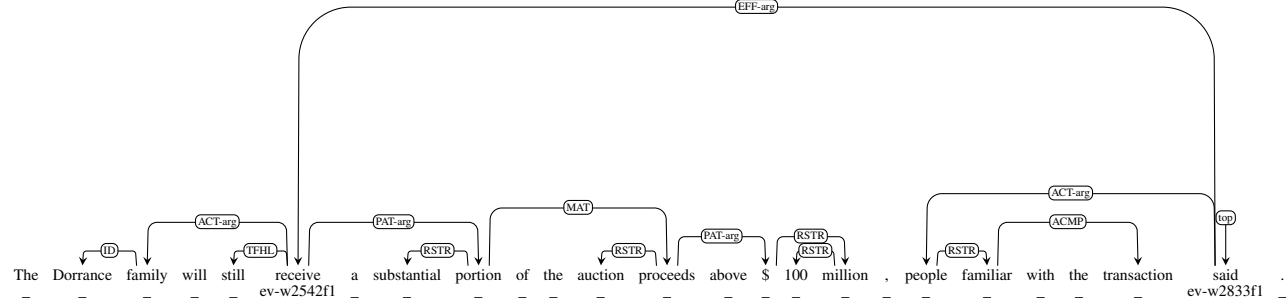 EFF-arg
ACT-arg
MAT
top
ACT-arg PAT-arg PAT-arg RSTR ACMP
ID TFHL RSTR RSTR RSTR RSTR
The Dorrance family will still receive a substantial portion of the auction proceeds above $ 100 million , people familiar with the transaction said .
_ _ _ _ _ ev-w2542f1 _ _ _ _ _ _ _ _ _ _ _ _ _ _ _ _ _ ev-w2833f1 _